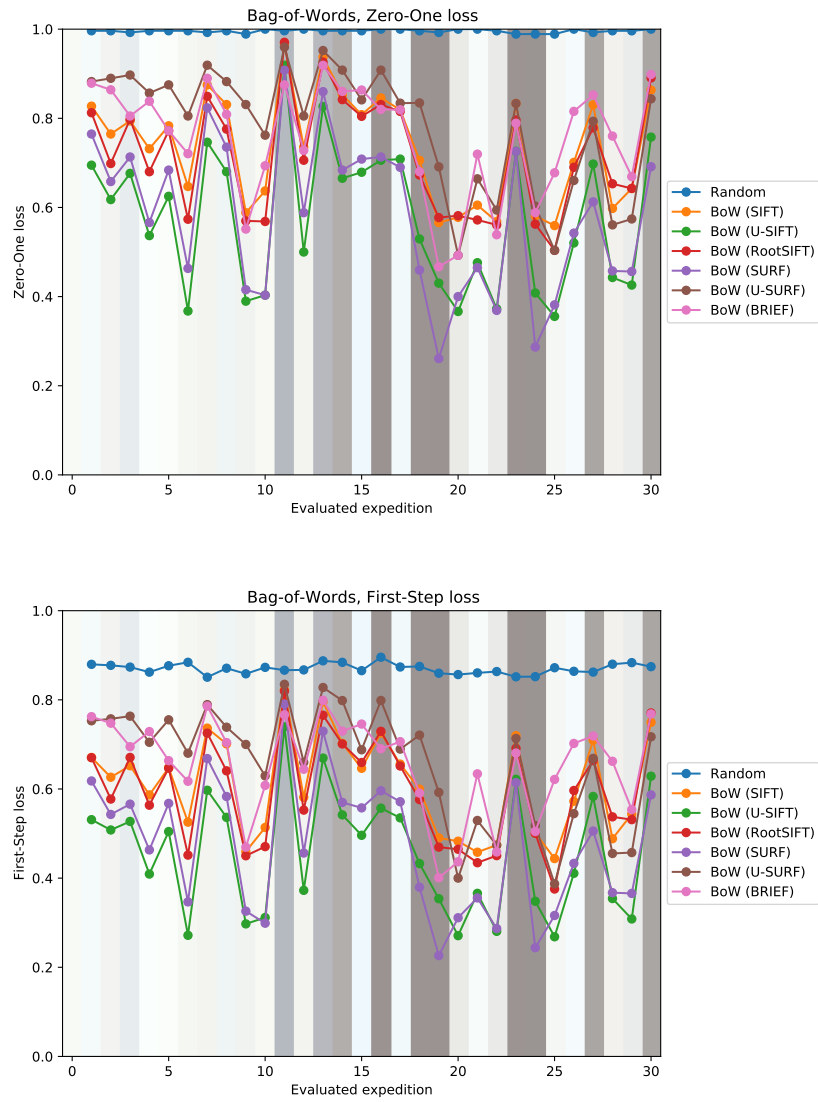 Bag-of-Words, Zero-One loss
1.0
0.8
0.6
0.4
0.2
0.0
Zero-One loss
0 5 10 15 20 25 30
Evaluated expedition
Random
BoW (SIFT)
BoW (U-SIFT)
BoW (RootSIFT)
BoW (SURF)
BoW (U-SURF)
BoW (BRIEF)
Bag-of-Words, First-Step loss
1.0
0.8
0.6
0.4
0.2
0.0
First-Step loss
0 5 10 15 20 25 30
Evaluated expedition
Random
BoW (SIFT)
BoW (U-SIFT)
BoW (RootSIFT)
BoW (SURF)
BoW (U-SURF)
BoW (BRIEF)